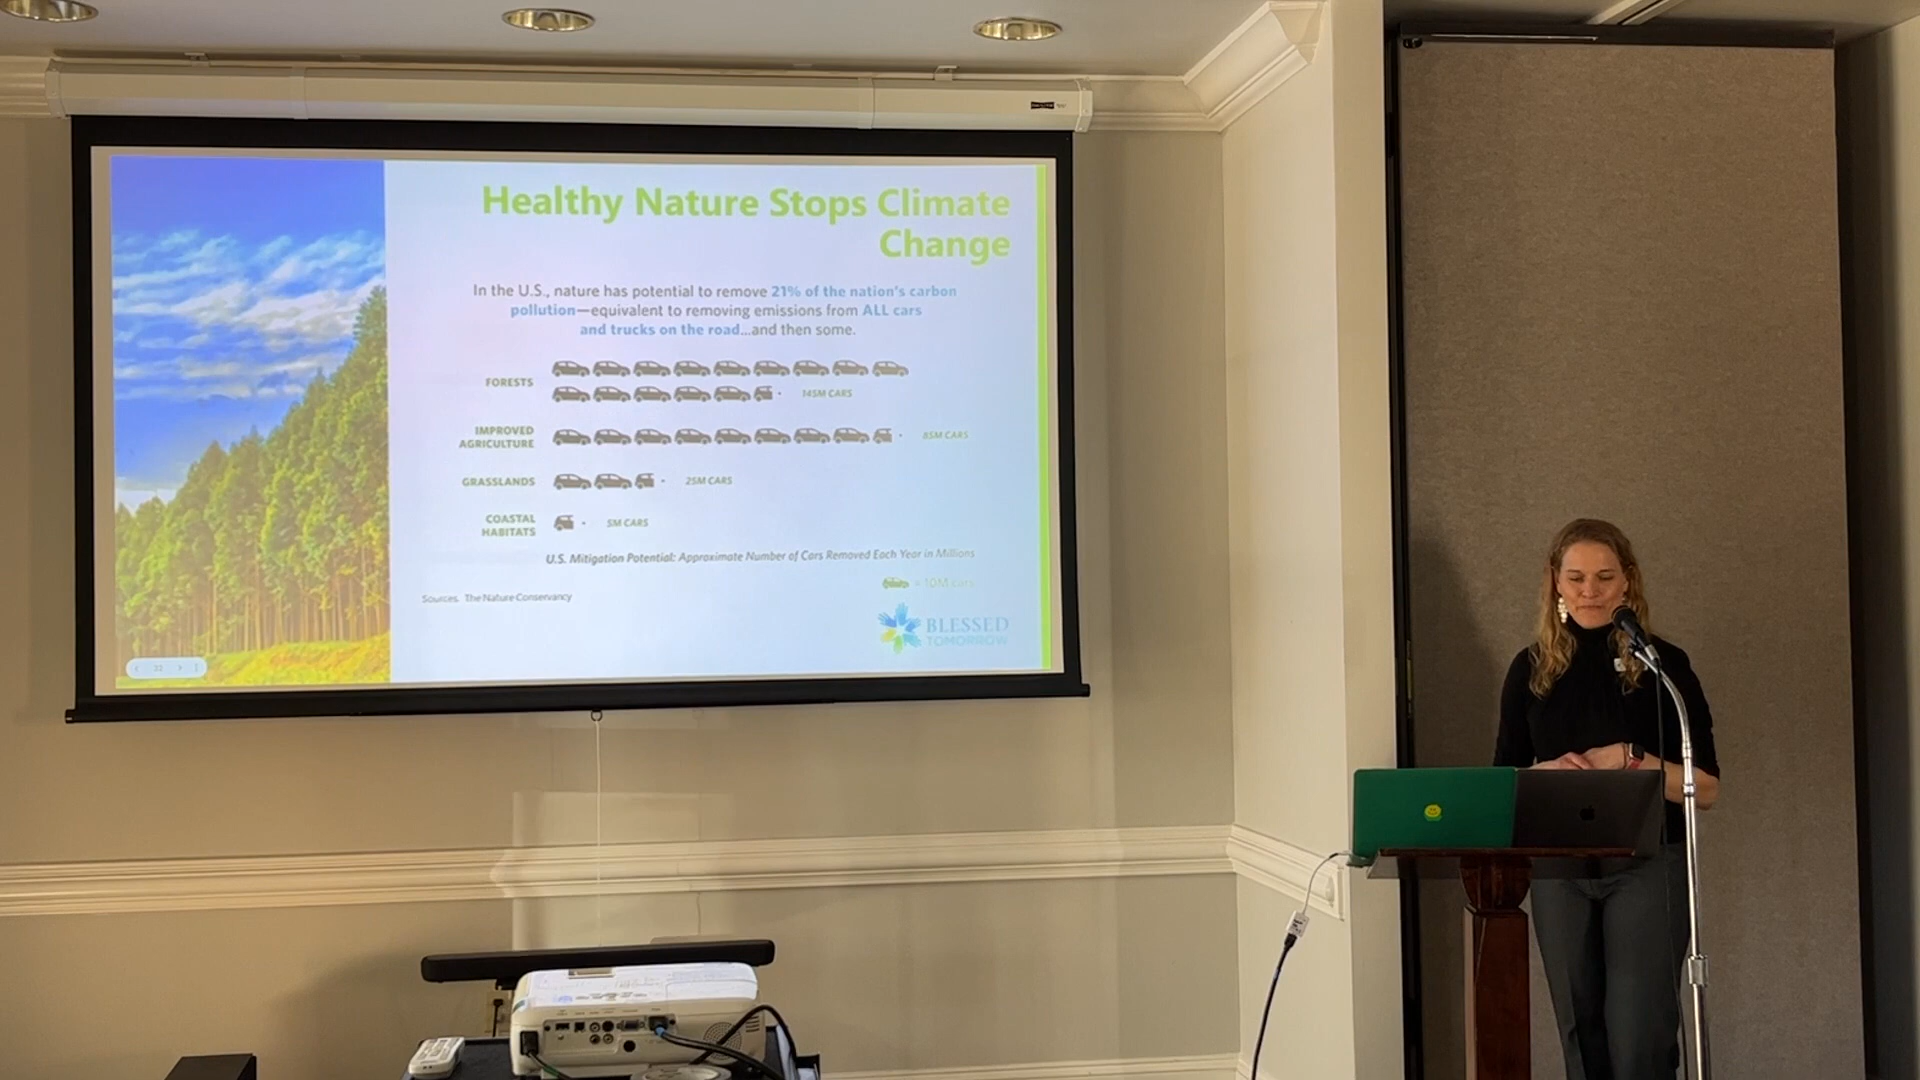 Healthy Nature Stops Climate
Change
In the U.S., nature has potential to remove 21% of the nation's carbon
pollution—equivalent to removing emissions from ALL cars
and trucks on the road...and then some.
FORESTS
145M CARS
IMPROVED
AGRICULTURE
85M CARS
GRASSLANDS
25M CARS
COASTAL
HABITATS
5M CARS
U.S. Mitigation Potential: Approximate Number of Cars Removed Each Year in Millions
= 10M cars
Sources. The Nature Conservancy
BLESSED
TOMORROW